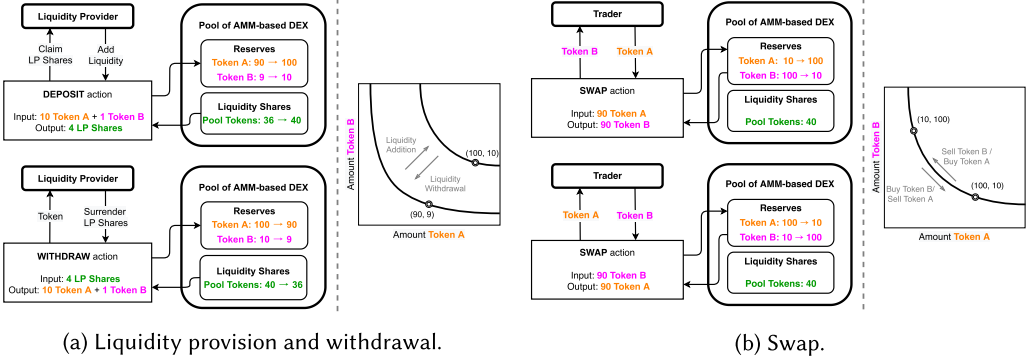 Liquidity Provider
Claim
LP Shares
Add
Liquidity
DEPOSIT action
Input: 10 Token A + 1 Token B
Output: 4 LP Shares
Pool of AMM-based DEX
Reserves
Token A: 90 → 100
Token B: 9 → 10
Liquidity Shares
Pool Tokens: 36 → 40
Liquidity Provider
Token
Surrender
LP Shares
WITHDRAW action
Input: 4 LP Shares
Output: 10 Token A + 1 Token B
Pool of AMM-based DEX
Reserves
Token A: 100 → 90
Token B: 10 → 9
Liquidity Shares
Pool Tokens: 40 → 36
Amount Token B
Liquidity
Addition
(100, 10)
Liquidity
Withdrawal
(90, 9)
Amount Token A
(a) Liquidity provision and withdrawal.
Trader
Token B
Token A
SWAP action
Input: 90 Token A
Output: 90 Token B
Pool of AMM-based DEX
Reserves
Token A: 10 → 100
Token B: 100 → 10
Liquidity Shares
Pool Tokens: 40
Trader
Token A
Token B
SWAP action
Input: 90 Token B
Output: 90 Token A
Pool of AMM-based DEX
Reserves
Token A: 100 → 10
Token B: 10 → 100
Liquidity Shares
Pool Tokens: 40
Amount Token B
(10, 100)
Sell Token B /
Buy Token A
Buy Token B/
Sell Token A
(100, 10)
Amount Token A
(b) Swap.